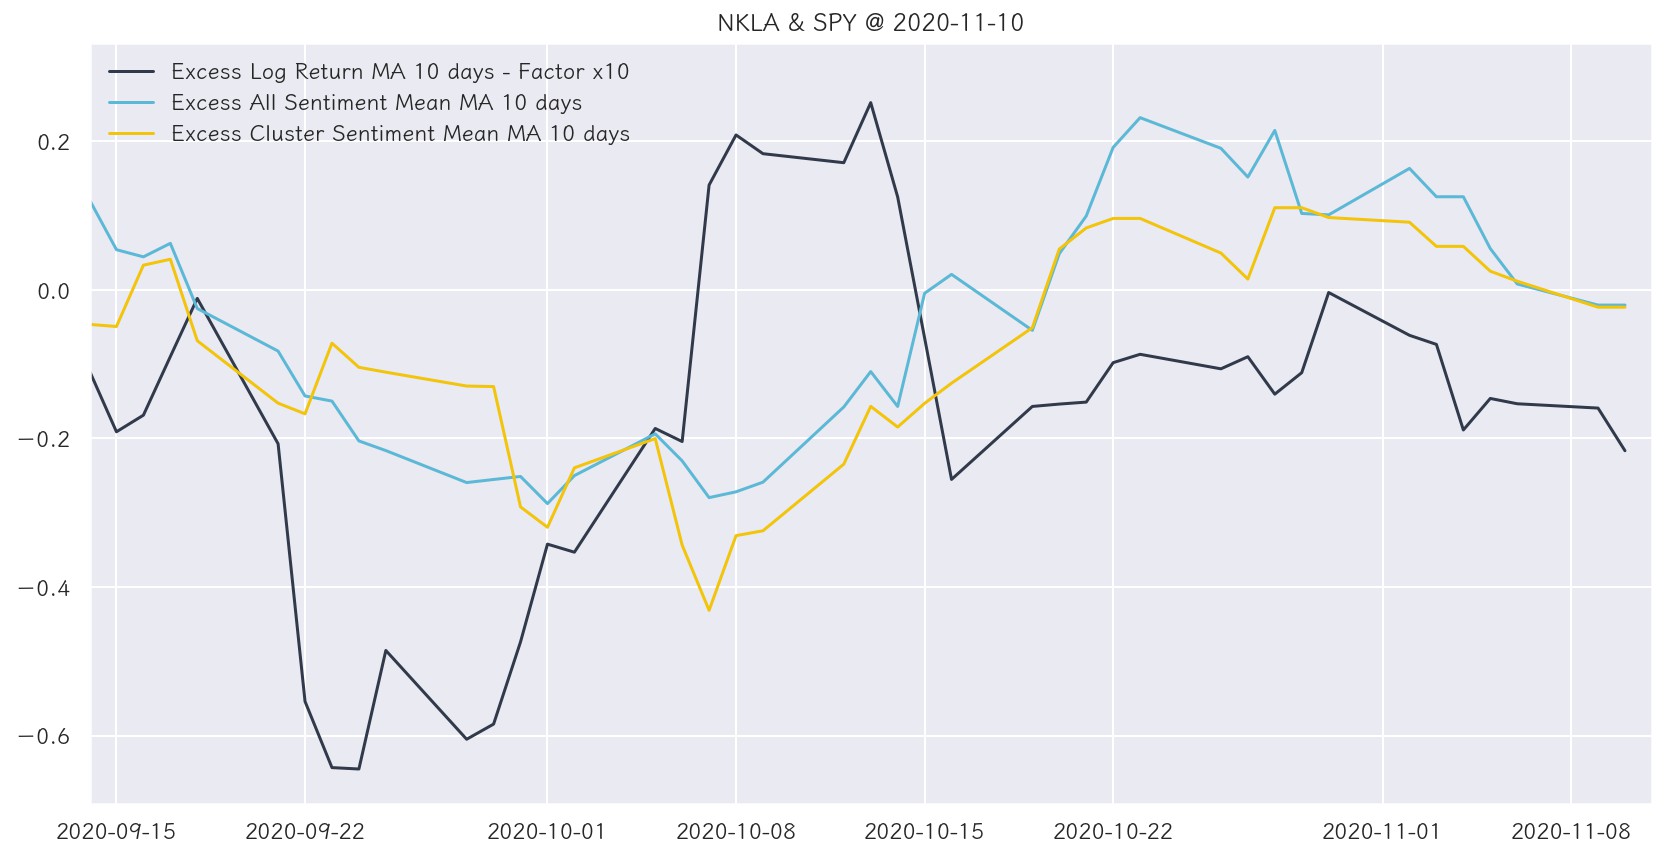 NKLA & SPY @ 2020-11-10
Excess Log Return MA 10 days - Factor x10
Excess All Sentiment Mean MA 10 days
Excess Cluster Sentiment Mean MA 10 days
0.2
0.0
−0.2
−0.4
−0.6
2020-09-15 2020-09-22 2020-10-01 2020-10-08 2020-10-15 2020-10-22 2020-11-01 2020-11-08